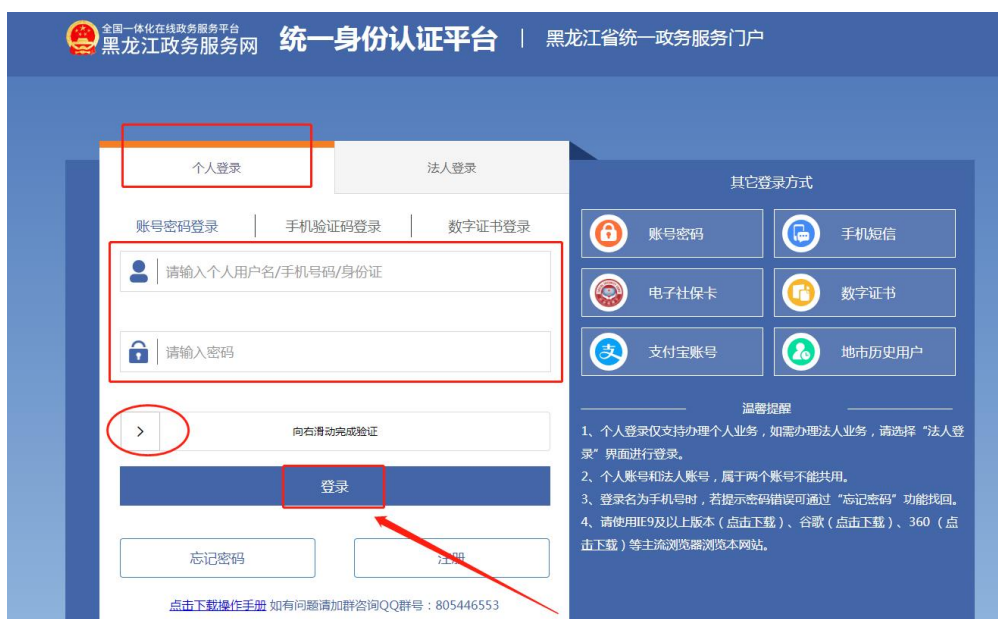 全国一体化在线政务服务平台
黑龙江政务服务网 统一身份认证平台 黑龙江省统一政务服务门户
个人登录 法人登录
账号密码登录 手机验证码登录 数字证书登录
请输入个人用户名/手机号码/身份证
请输入密码
> 向右滑动完成验证
登录
忘记密码 注册
点击下载操作手册 如有问题请加群咨询QQ群号：805446553
其它登录方式
账号密码 手机短信
电子社保卡 数字证书
支付宝账号 地市历史用户
温馨提醒
1、个人登录仅支持办理个人业务，如需办理法人业务，请选择“法人登
录”界面进行登录。
2、个人账号和法人账号，属于两个账号不能共用。
3、登录名为手机号时，若提示密码错误可通过“忘记密码”功能找回。
4、请使用IE9及以上版本（点击下载）、谷歌（点击下载）、360（点
击下载）等主流浏览器浏览本网站。